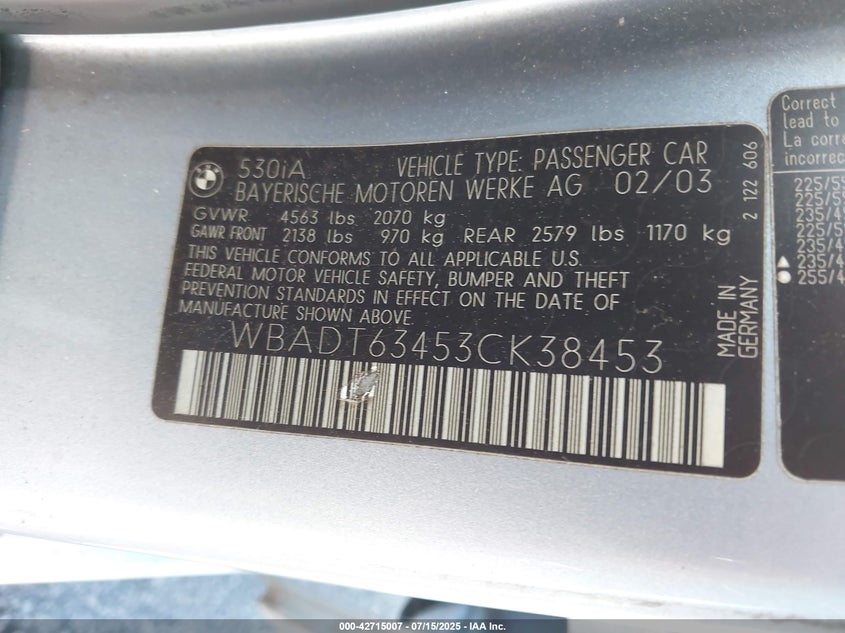 530iA VEHICLE TYPE: PASSENGER CAR
BAYERISCHE MOTOREN WERKE AG 02/03
GVWR 4563 lbs 2070 kg
GAWR FRONT 2138 lbs 970 kg REAR 2579 lbs 1170 kg
THIS VEHICLE CONFORMS TO ALL APPLICABLE U.S.
FEDERAL MOTOR VEHICLE SAFETY, BUMPER AND THEFT
PREVENTION STANDARDS IN EFFECT ON THE DATE OF
MANUFACTURE SHOWN ABOVE.
WBADT63453CK38453
MADE IN
GERMANY
2 122 606
Correct
lead to
La corre
incorrec
225/55
225/55
235/4
225/55
235/4
235/4
255/4
000-42715007 - 07/15/2025 - IAA Inc.